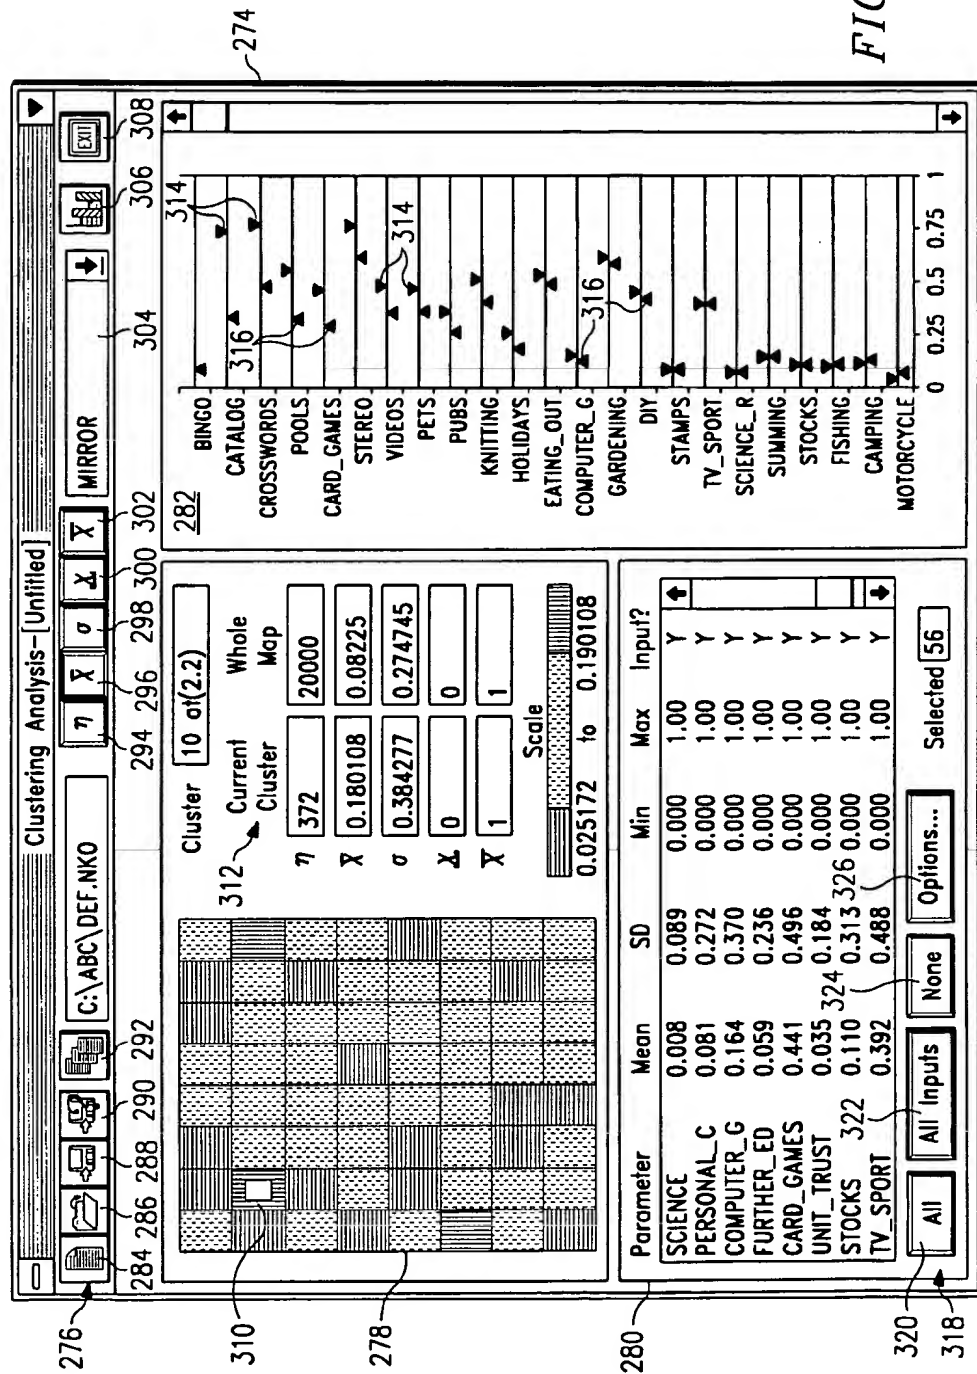 FIG
274
Clustering Analysis-[Untitled]
276
C:\ABC\DEF.NKO
η
X̄
σ
X
X̄
MIRROR
EXIT
284
286
288
290
292
294
296
298
300
302
304
306
308
310
278
312
Cluster 10 at(2.2)
Current Cluster
Whole Map
η 372 20000
X̄ 0.180108 0.08225
σ 0.384277 0.274745
X 0 0
X̄ 1 1
Scale
0.025172 to 0.190108
280
Parameter Mean SD Min Max Input?
SCIENCE 0.008 0.089 0.000 1.00 Y
PERSONAL_C 0.081 0.272 0.000 1.00 Y
COMPUTER_G 0.164 0.370 0.000 1.00 Y
FURTHER_ED 0.059 0.236 0.000 1.00 Y
CARD_GAMES 0.441 0.496 0.000 1.00 Y
UNIT_TRUST 0.035 0.184 0.000 1.00 Y
STOCKS 0.110 0.313 0.000 1.00 Y
TV_SPORT 0.392 0.488 0.000 1.00 Y
322
324
326
All
All Inputs
None
Options...
Selected 56
320
318
282
BINGO
CATALOG
CROSSWORDS
POOLS
CARD_GAMES
STEREO
VIDEOS
PETS
PUBS
KNITTING
HOLIDAYS
EATING_OUT
COMPUTER_G
GARDENING
DIY
STAMPS
TV_SPORT
SCIENCE_R
SUMMING
STOCKS
FISHING
CAMPING
MOTORCYCLE
314
316
314
316
0 0.25 0.5 0.75 1